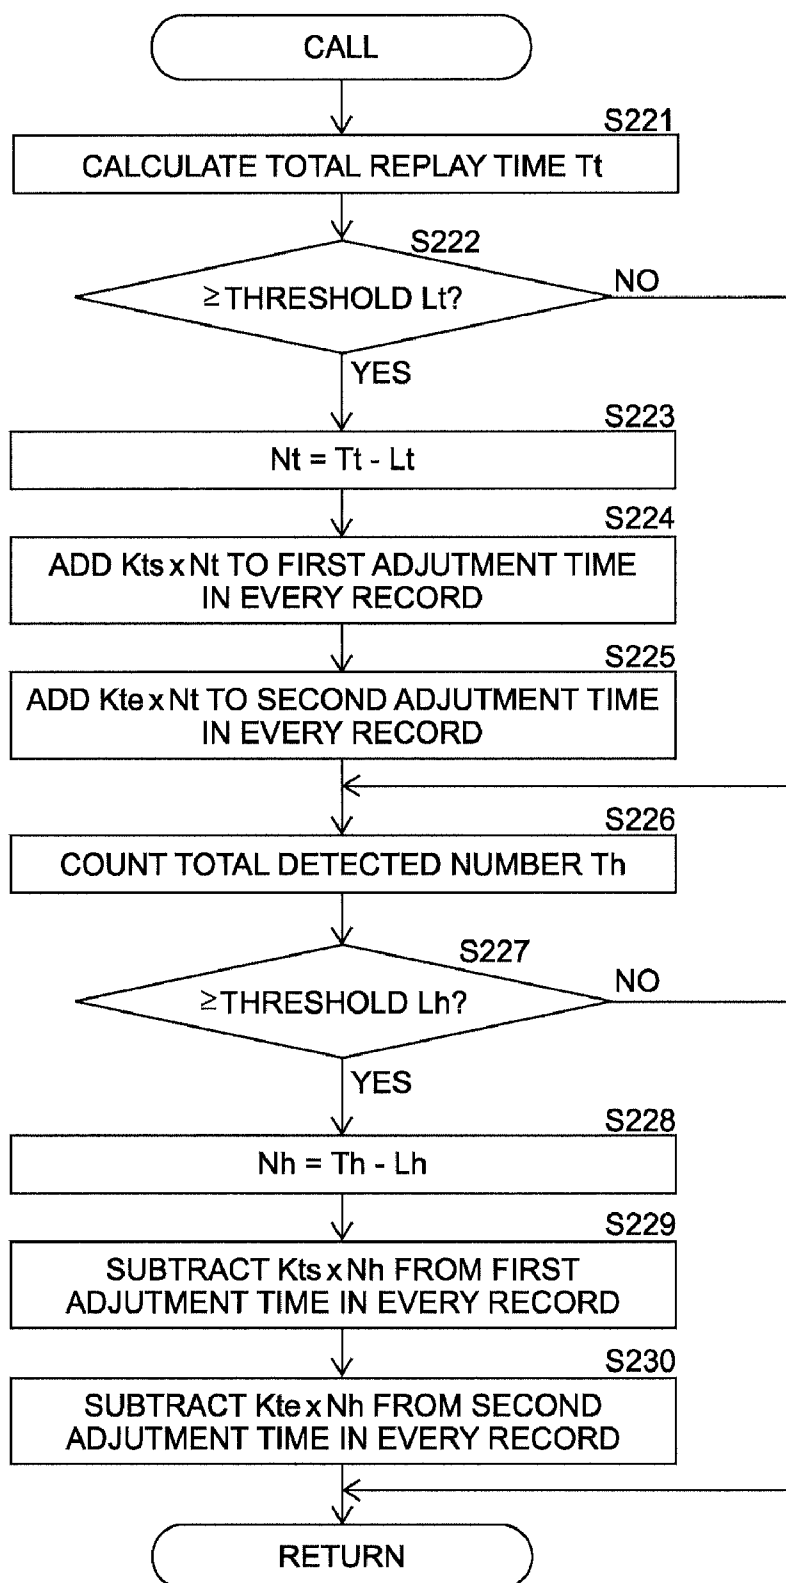 CALL
S221
CALCULATE TOTAL REPLAY TIME Tt
S222
≧THRESHOLD Lt?
NO
YES
S223
Nt = Tt - Lt
S224
ADD Kts x Nt TO FIRST ADJUTMENT TIME
IN EVERY RECORD
S225
ADD Kte x Nt TO SECOND ADJUTMENT TIME
IN EVERY RECORD
S226
COUNT TOTAL DETECTED NUMBER Th
S227
≧THRESHOLD Lh?
NO
YES
S228
Nh = Th - Lh
S229
SUBTRACT Kts x Nh FROM FIRST
ADJUTMENT TIME IN EVERY RECORD
S230
SUBTRACT Kte x Nh FROM SECOND
ADJUTMENT TIME IN EVERY RECORD
RETURN